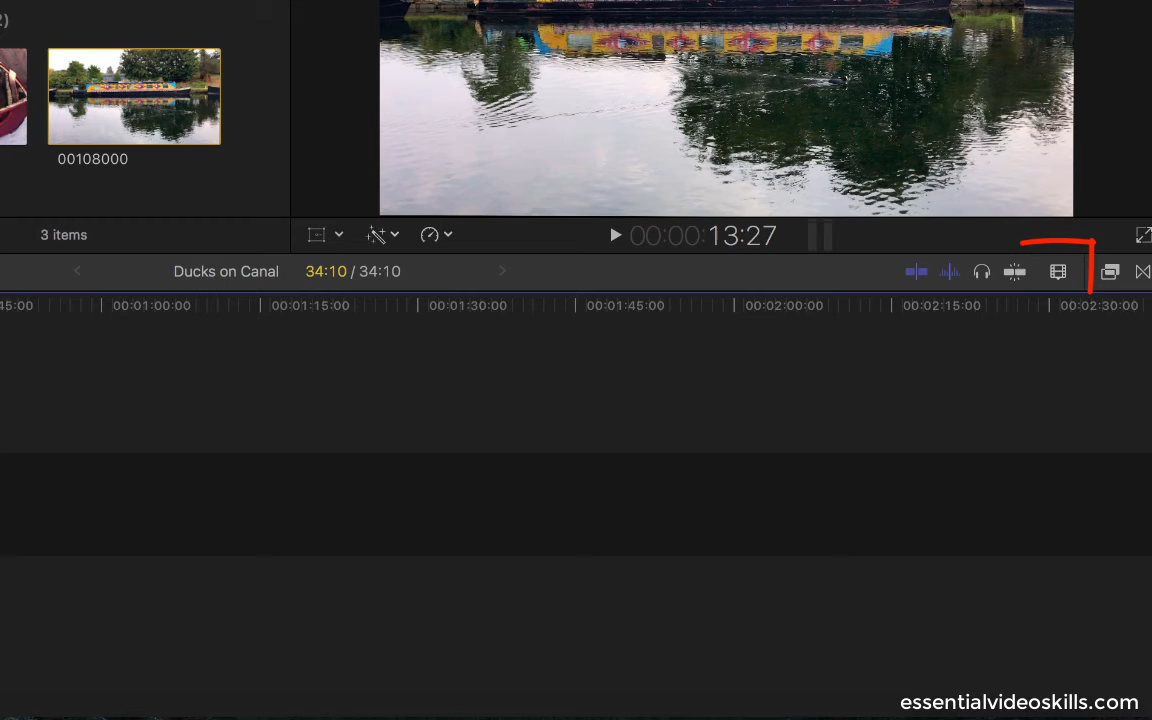 2)
00108000
3 items
00:00:13:27
Ducks on Canal 34:10 / 34:10
45:00 00:01:00:00 00:01:15:00 00:01:30:00 00:01:45:00 00:02:00:00 00:02:15:00 00:02:30:00
essentialvideoskills.com